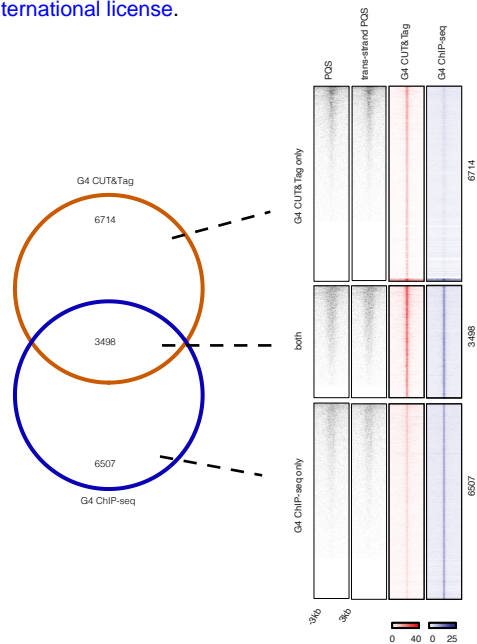 nternational license.
PQS
trans-strand PQS
G4 CUT&Tag
G4 ChIP-seq
G4 CUT&Tag
6714
3498
6507
G4 ChIP-seq
G4 CUT&Tag only
6714
both
3498
G4 ChIP-seq only
6507
-3kb
3kb
0 40 0 25